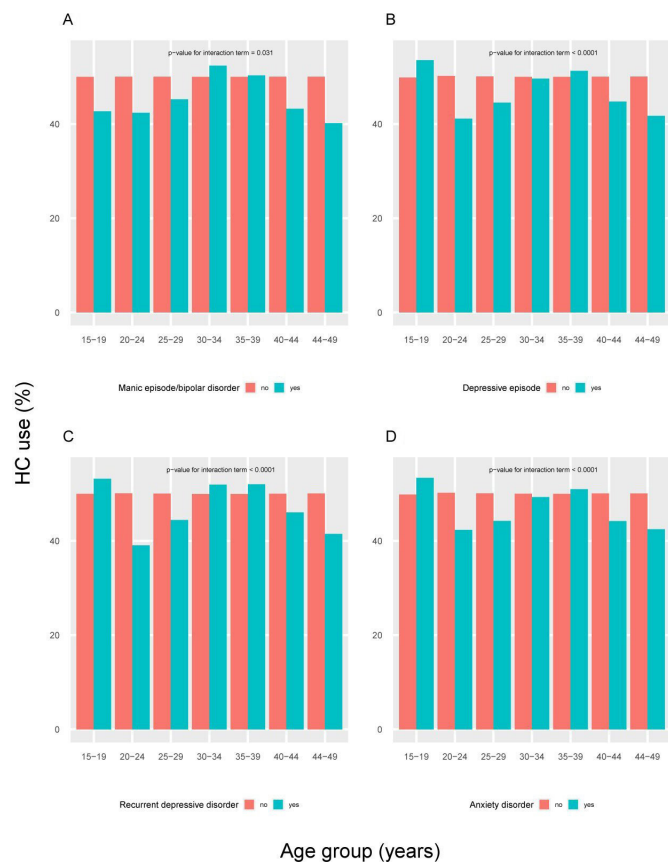 A
p-value for interaction term = 0.031
40
20
0
15-19 20-24 25-29 30-34 35-39 40-44 44-49
Manic episode/bipolar disorder no yes
B
p-value for interaction term < 0.0001
40
20
0
15-19 20-24 25-29 30-34 35-39 40-44 44-49
Depressive episode no yes
HC use (%)
C
p-value for interaction term < 0.0001
40
20
0
15-19 20-24 25-29 30-34 35-39 40-44 44-49
Recurrent depressive disorder no yes
D
p-value for interaction term < 0.0001
40
20
0
15-19 20-24 25-29 30-34 35-39 40-44 44-49
Anxiety disorder no yes
Age group (years)